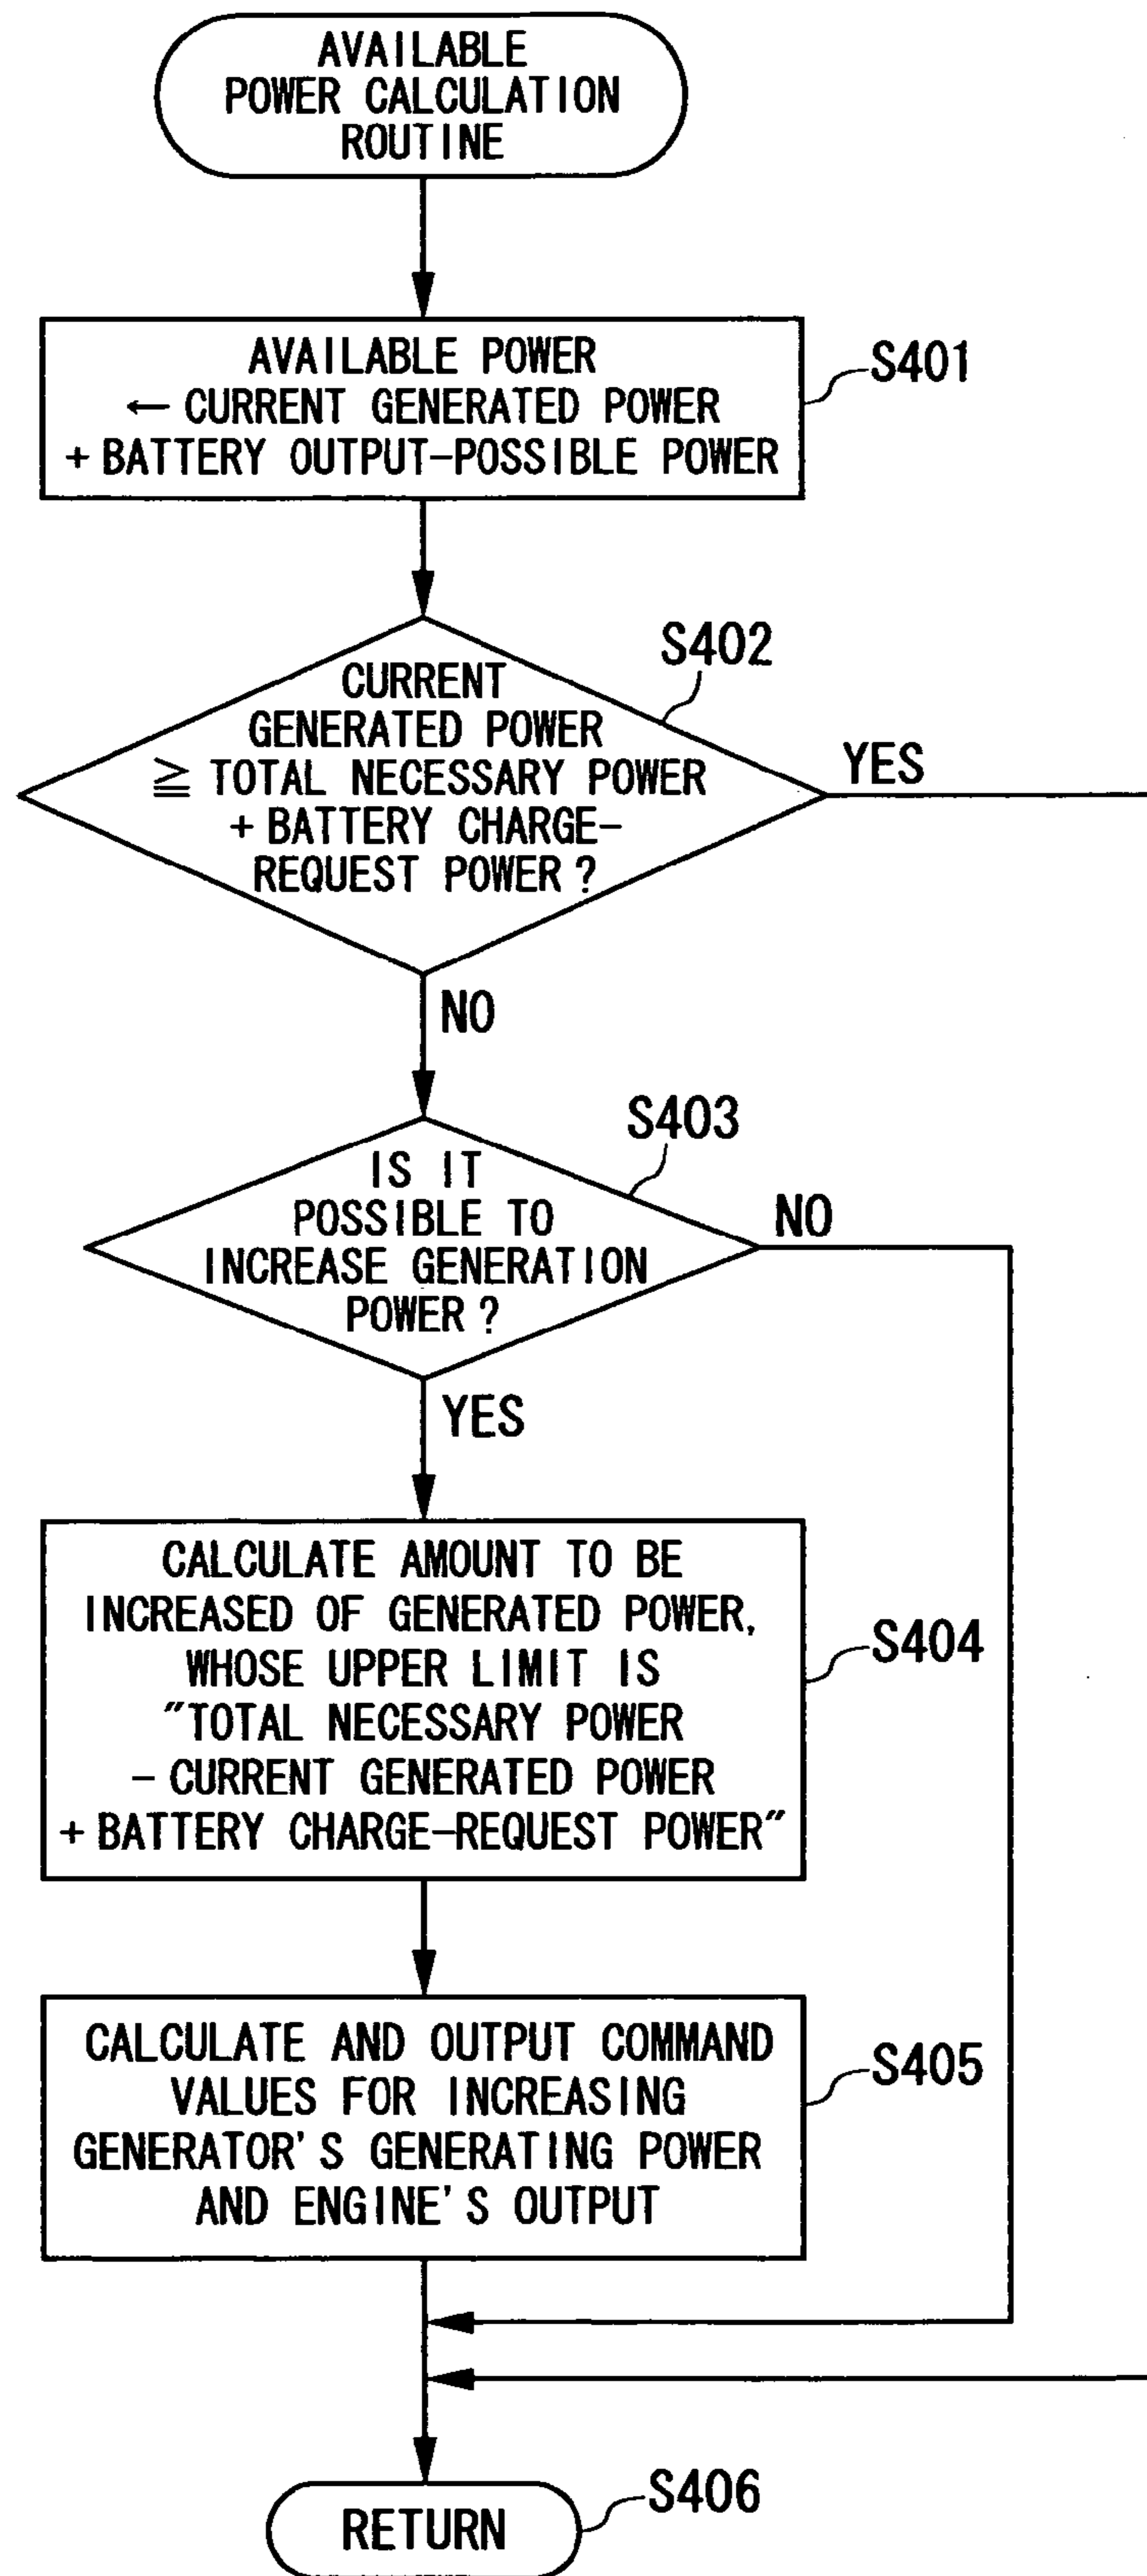 AVAILABLE
POWER CALCULATION
ROUTINE
AVAILABLE POWER
← CURRENT GENERATED POWER
+ BATTERY OUTPUT-POSSIBLE POWER
S401
S402
CURRENT
GENERATED POWER
≧ TOTAL NECESSARY POWER
+ BATTERY CHARGE-
REQUEST POWER?
YES
NO
S403
IS IT
POSSIBLE TO
INCREASE GENERATION
POWER?
NO
YES
CALCULATE AMOUNT TO BE
INCREASED OF GENERATED POWER,
WHOSE UPPER LIMIT IS
"TOTAL NECESSARY POWER
- CURRENT GENERATED POWER
+ BATTERY CHARGE-REQUEST POWER"
S404
CALCULATE AND OUTPUT COMMAND
VALUES FOR INCREASING
GENERATOR'S GENERATING POWER
AND ENGINE'S OUTPUT
S405
RETURN
S406